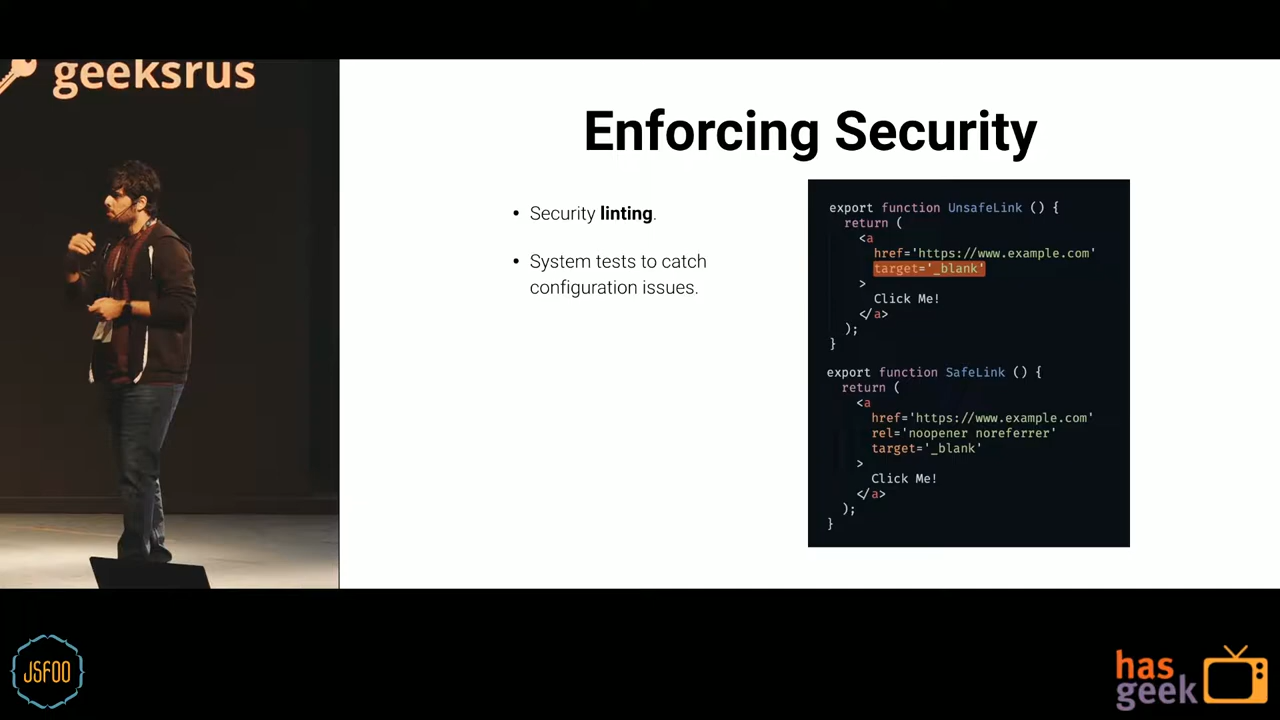 geeksrus
Enforcing Security
• Security linting.
• System tests to catch
configuration issues.
export function UnsafeLink () {
return (
<a
href='https://www.example.com'
target='_blank'
>
Click Me!
</a>
);
}
export function SafeLink () {
return (
<a
href='https://www.example.com'
rel='noopener noreferrer'
target='_blank'
>
Click Me!
</a>
);
}
JSFOO
has
geek